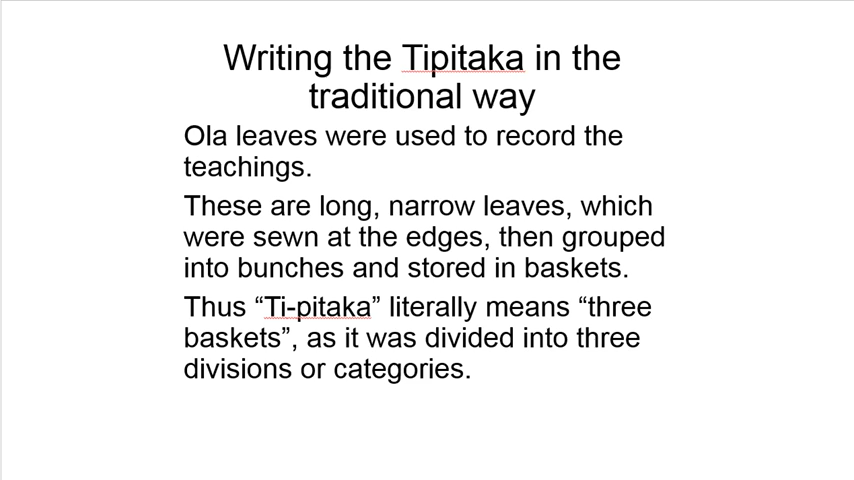 Writing the Tipitaka in the
traditional way
Ola leaves were used to record the
teachings.
These are long, narrow leaves, which
were sewn at the edges, then grouped
into bunches and stored in baskets.
Thus “Ti-pitaka” literally means “three
baskets”, as it was divided into three
divisions or categories.